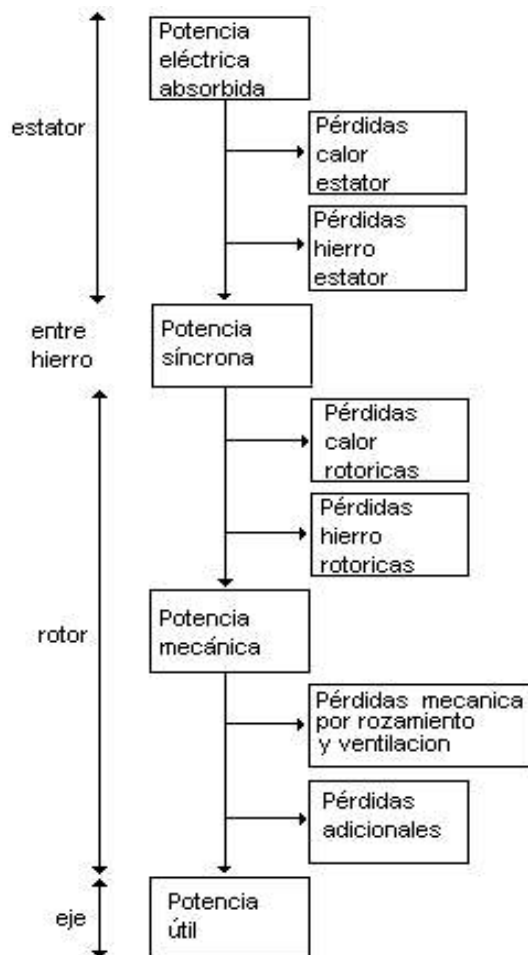 Potencia
eléctrica
absorbida
estator
Pérdidas
calor
estator
Pérdidas
hierro
estator
entre
hierro
Potencia
síncrona
Pérdidas
calor
rotoricas
Pérdidas
hierro
rotoricas
Potencia
mecánica
rotor
Pérdidas mecanica
por rozamiento
y ventilacion
Pérdidas
adicionales
eje
Potencia
útil